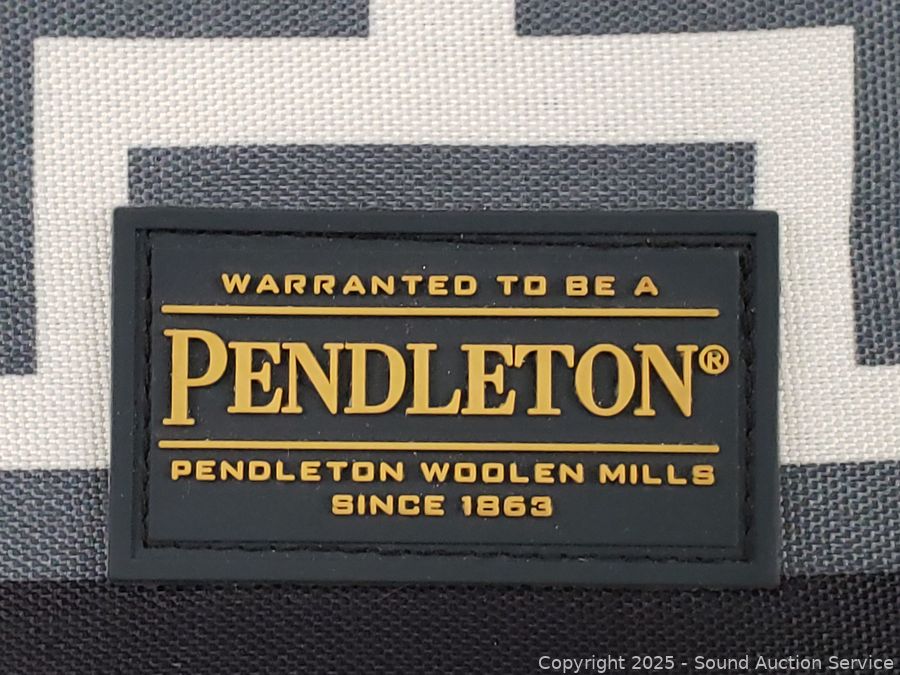 WARRANTED TO BE A
PENDLETON®
PENDLETON WOOLEN MILLS
SINCE 1863
Copyright 2025 - Sound Auction Service